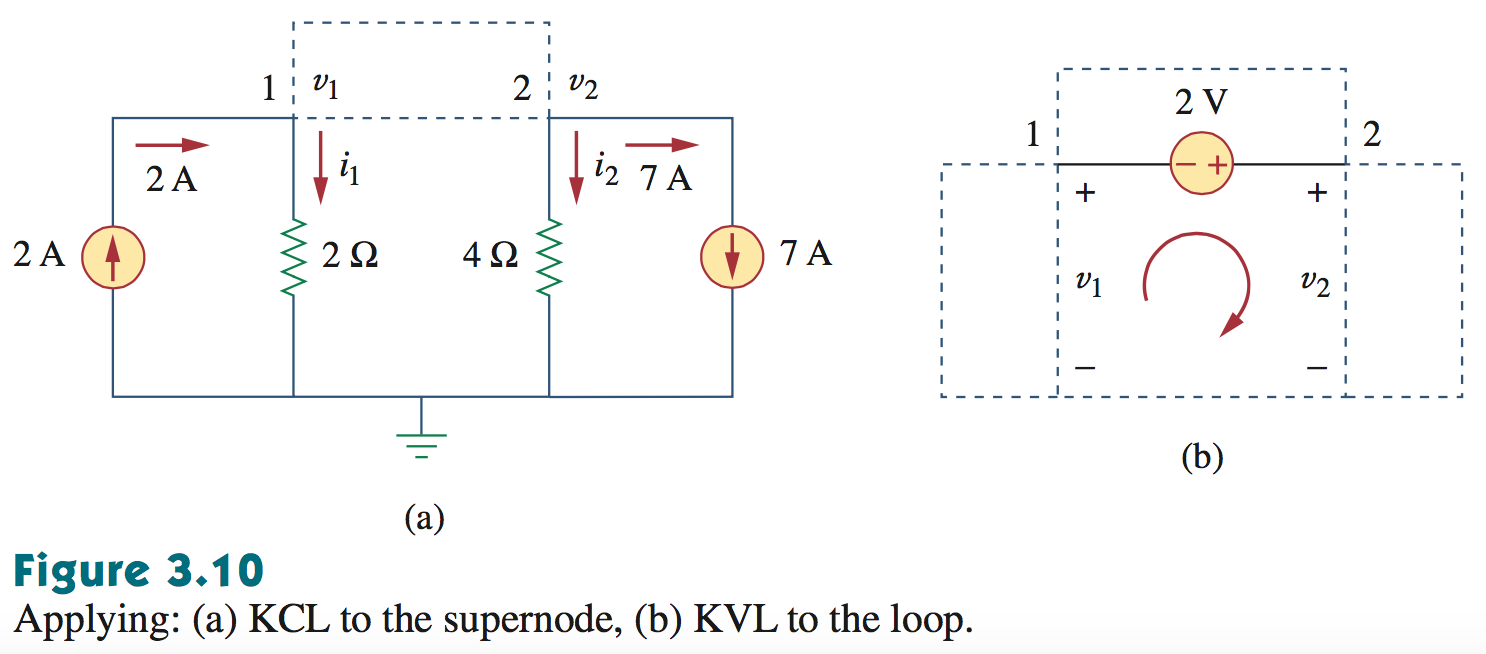 1 v1 2 v2
2 A i1 i2 7 A
2 A 2 Ω 4 Ω 7 A
(a)
2 V
1 2
− +
+ +
v1 v2
− −
(b)
Figure 3.10
Applying: (a) KCL to the supernode, (b) KVL to the loop.